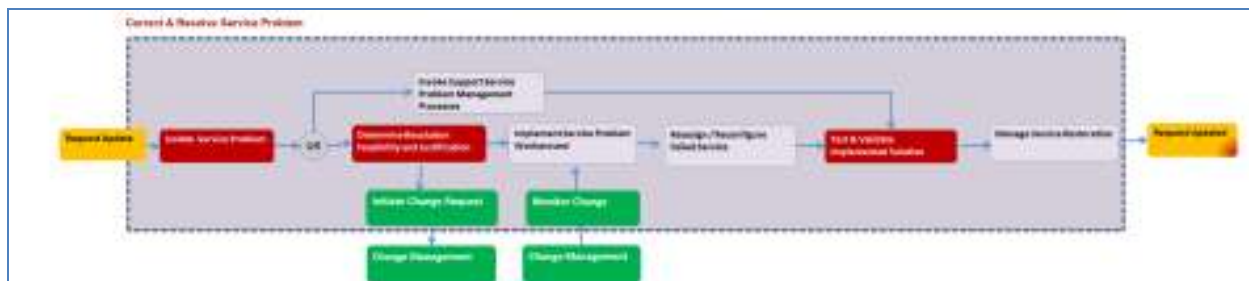 Correct & Resolve Service Problem
Invoke Support Service
Problem Management
Processes
Request Update
Service Problem
OR
Determine Resolution
Feasibility and Justification
Implement Service Problem
Workaround
Reassign / Reconfigure
Failed Service
Test & Validate
Implemented Solution
Manage Service Restoration
Request Updated
Initiate Change Request
Monitor Change
Change Management
Change Management